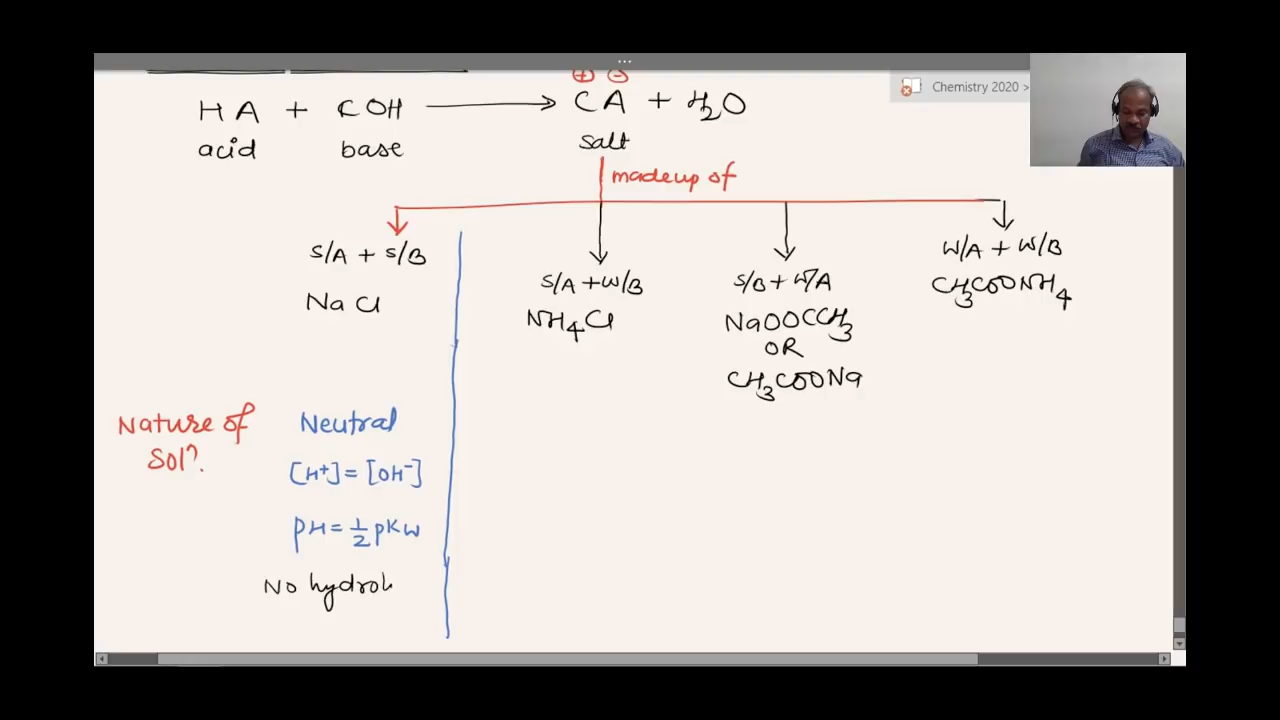 ...
⊕ ⊖
HA + COH ⟶ CA + H₂O
acid base salt
Chemistry 2020 >
madeup of
S/A + S/B
NaCl
S/A + W/B
NH₄Cl
S/B + W/A
NaOOCCH₃
OR
CH₃COONa
W/A + W/B
CH₃COONH₄
Nature of
Solⁿ.
Neutral
[H⁺] = [OH⁻]
pH = ½ pKw
No hydrol